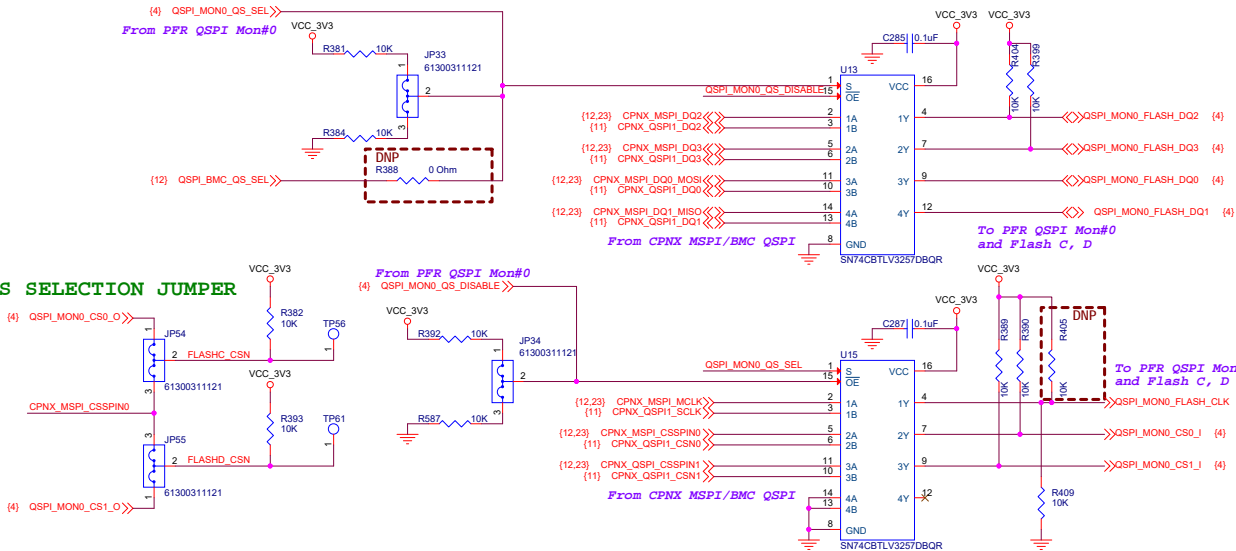 {4} QSPI_MON0_QS_SEL
From PFR QSPI Mon#0
VCC_3V3
R381 10K
JP33
61300311121
1
2
3
R384 10K
DNP
R388 0 Ohm
{12} QSPI_BMC_QS_SEL
VCC_3V3 VCC_3V3
C285 0.1uF
R404
R399
10K
10K
U13
QSPI_MON0_QS_DISABLE
1 S VCC 16
15 OE
{12,23} CPNX_MSPI_DQ2 2 1A 1Y 4 QSPI_MON0_FLASH_DQ2 {4}
{11} CPNX_QSPI1_DQ2 3 1B
{12,23} CPNX_MSPI_DQ3 5 2A 2Y 7 QSPI_MON0_FLASH_DQ3 {4}
{11} CPNX_QSPI1_DQ3 6 2B
{12,23} CPNX_MSPI_DQ0_MOSI 11 3A 3Y 9 QSPI_MON0_FLASH_DQ0 {4}
{11} CPNX_QSPI1_DQ0 10 3B
{12,23} CPNX_MSPI_DQ1_MISO 14 4A 4Y 12 QSPI_MON0_FLASH_DQ1 {4}
{11} CPNX_QSPI1_DQ1 13 4B
From CPNX MSPI/BMC QSPI
8 GND
SN74CBTLV3257DBQR
To PFR QSPI Mon#0
and Flash C, D
S SELECTION JUMPER
VCC_3V3
{4} QSPI_MON0_CS0_O
R382
10K
TP56
1
JP54
1
2 FLASHC_CSN
3
61300311121
VCC_3V3
CPNX_MSPI_CSSPIN0
R393
10K
TP61
1
JP55
3
2 FLASHD_CSN
1
61300311121
{4} QSPI_MON0_CS1_O
From PFR QSPI Mon#0
{4} QSPI_MON0_QS_DISABLE
VCC_3V3
R392 10K
JP34
61300311121
1
2
3
R587 10K
VCC_3V3
VCC_3V3
C287 0.1uF
R389
R390
R405
10K
10K
10K
DNP
U15
QSPI_MON0_QS_SEL 1 S VCC 16
15 OE
{12,23} CPNX_MSPI_MCLK 2 1A 1Y 4 QSPI_MON0_FLASH_CLK
{11} CPNX_QSPI1_SCLK 3 1B
{12,23} CPNX_MSPI_CSSPIN0 5 2A 2Y 7 QSPI_MON0_CS0_I {4}
{11} CPNX_QSPI1_CSN0 6 2B
{12,23} CPNX_QSPI_CSSPIN1 11 3A 3Y 9 QSPI_MON0_CS1_I {4}
{11} CPNX_QSPI1_CSN1 10 3B
From CPNX MSPI/BMC QSPI
14 4A 4Y 12
13 4B
8 GND
SN74CBTLV3257DBQR
R409
10K
To PFR QSPI Mon
and Flash C, D